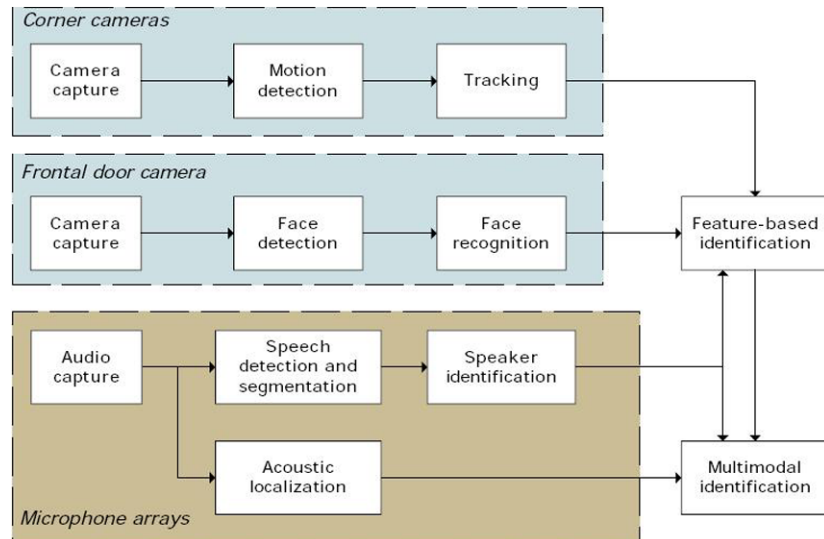 Corner cameras
Camera
capture
Motion
detection
Tracking
Frontal door camera
Camera
capture
Face
detection
Face
recognition
Feature-based
identification
Audio
capture
Speech
detection and
segmentation
Speaker
identification
Acoustic
localization
Multimodal
identification
Microphone arrays